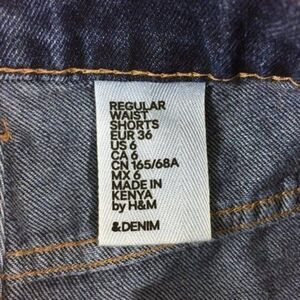 REGULAR
WAIST
SHORTS
EUR 36
US 6
CA 6
CN 165/68A
MX 6
MADE IN
KENYA
by H&M
&DENIM